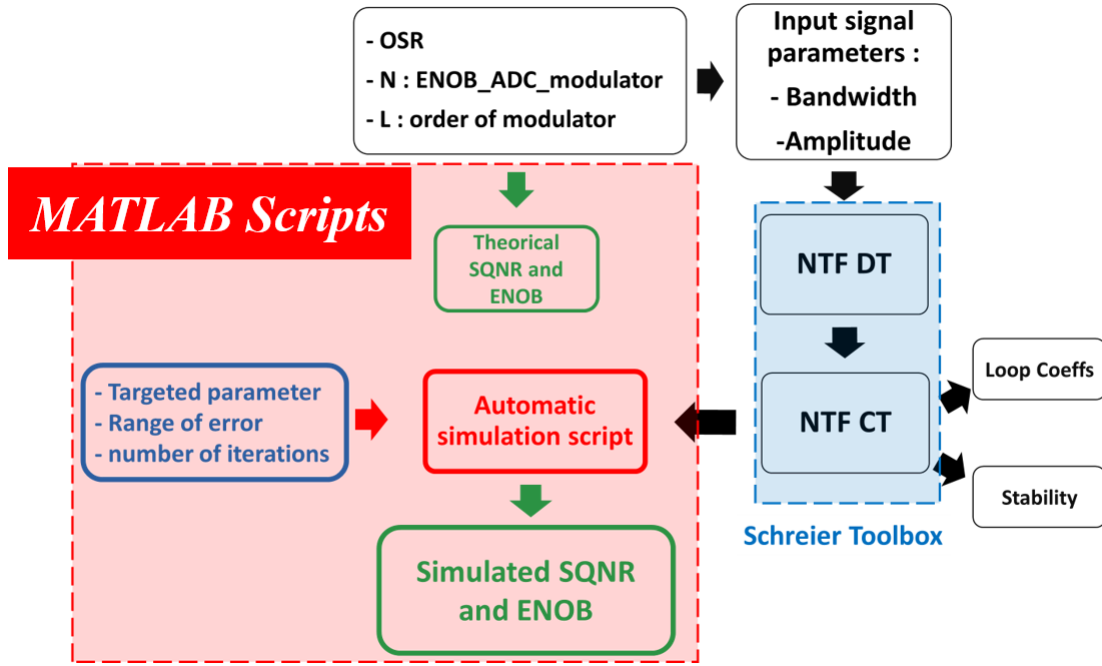 - OSR
- N : ENOB_ADC_modulator
- L : order of modulator
Input signal
parameters :
- Bandwidth
-Amplitude
MATLAB Scripts
Theorical
SQNR and
ENOB
NTF DT
- Targeted parameter
- Range of error
- number of iterations
Automatic
simulation script
NTF CT
Loop Coeffs
Stability
Schreier Toolbox
Simulated SQNR
and ENOB